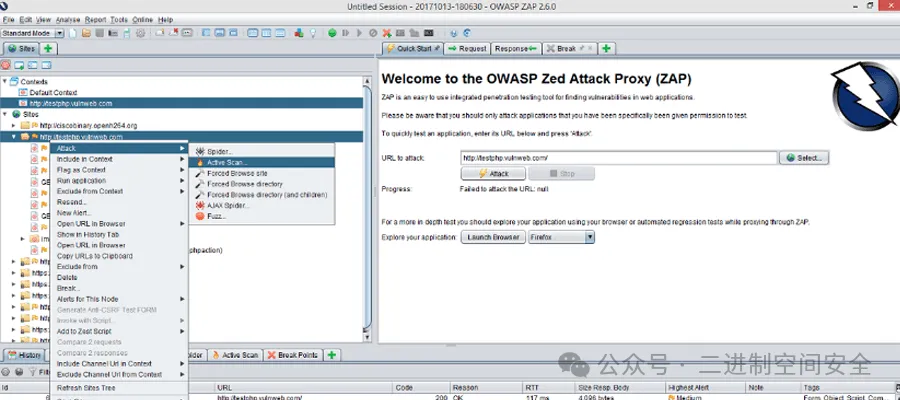 Untitled Session - 20171013-180630 - OWASP ZAP 2.6.0
File Edit View Analyse Report Tools Online Help
Standard Mode
Sites
Quick Start
Request
Response
Break
Contexts
Default Context
http://testphp.vulnweb.com
Sites
http://ciscobinary.openh264.org
http://testphp.vulnweb.com
Attack
Include in Context
Flag as Context
Run application
Exclude from Context
Resend...
New Alert...
Open URL in Browser
Show in History Tab
Open URL in Browser
Copy URLs to Clipboard
Exclude from
Delete
Break...
Alerts for This Node
Generate Anti-CSRF Test FORM
Invoke with Script...
Add to Zest Script
Compare 2 requests
Compare 2 responses
Include Channel Url in Context
Exclude Channel Url from Context
Refresh Sites Tree
Spider...
Active Scan...
Forced Browse site
Forced Browse directory
Forced Browse directory (and children)
AJAX Spider...
Fuzz...
phpaction)
Welcome to the OWASP Zed Attack Proxy (ZAP)
ZAP is an easy to use integrated penetration testing tool for finding vulnerabilities in web applications.
Please be aware that you should only attack applications that you have been specifically been given permission to test.
To quickly test an application, enter its URL below and press 'Attack'.
URL to attack:
http://testphp.vulnweb.com/
Select...
Attack
Stop
Progress:
Failed to attack the URL: null
For a more in depth test you should explore your application using your browser or automated regression tests while proxying through ZAP.
Explore your application:
Launch Browser
Firefox
History
Active Scan
Break Points
公众号 · 二进制空间安全
Id
URL
Code
Reason
RTT
Size Resp. Body
Highest Alert
Note
Tags
http://testphp.vulnweb.com/
200 OK
117 ms
4,096 bytes
Medium
Form, Object, Script, Com...